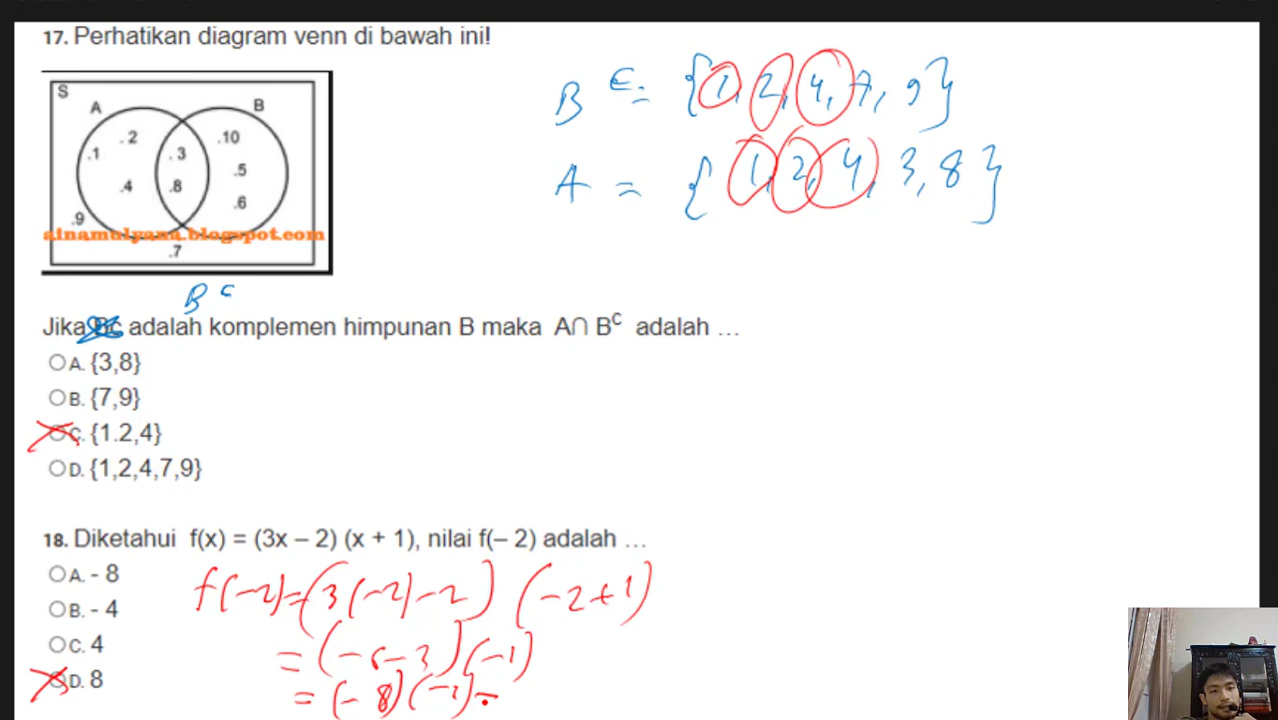 17. Perhatikan diagram venn di bawah ini!
S
A
B
.1
.2
.4
.3
.8
.10
.5
.6
.9
.7
ainamulyana.blogspot.com
B^C = {1, 2, 4, 7, 9}
A = {1, 2, 4, 3, 8}
B^C
Jika BC adalah komplemen himpunan B maka A∩ B^C adalah …
A. {3,8}
B. {7,9}
C. {1.2,4}
D. {1,2,4,7,9}
18. Diketahui f(x) = (3x – 2) (x + 1), nilai f(– 2) adalah …
A. - 8
B. - 4
C. 4
D. 8
f(-2) = (3(-2)-2) (-2+1)
= (-6-3)(-1)
= (-8)(-1) =